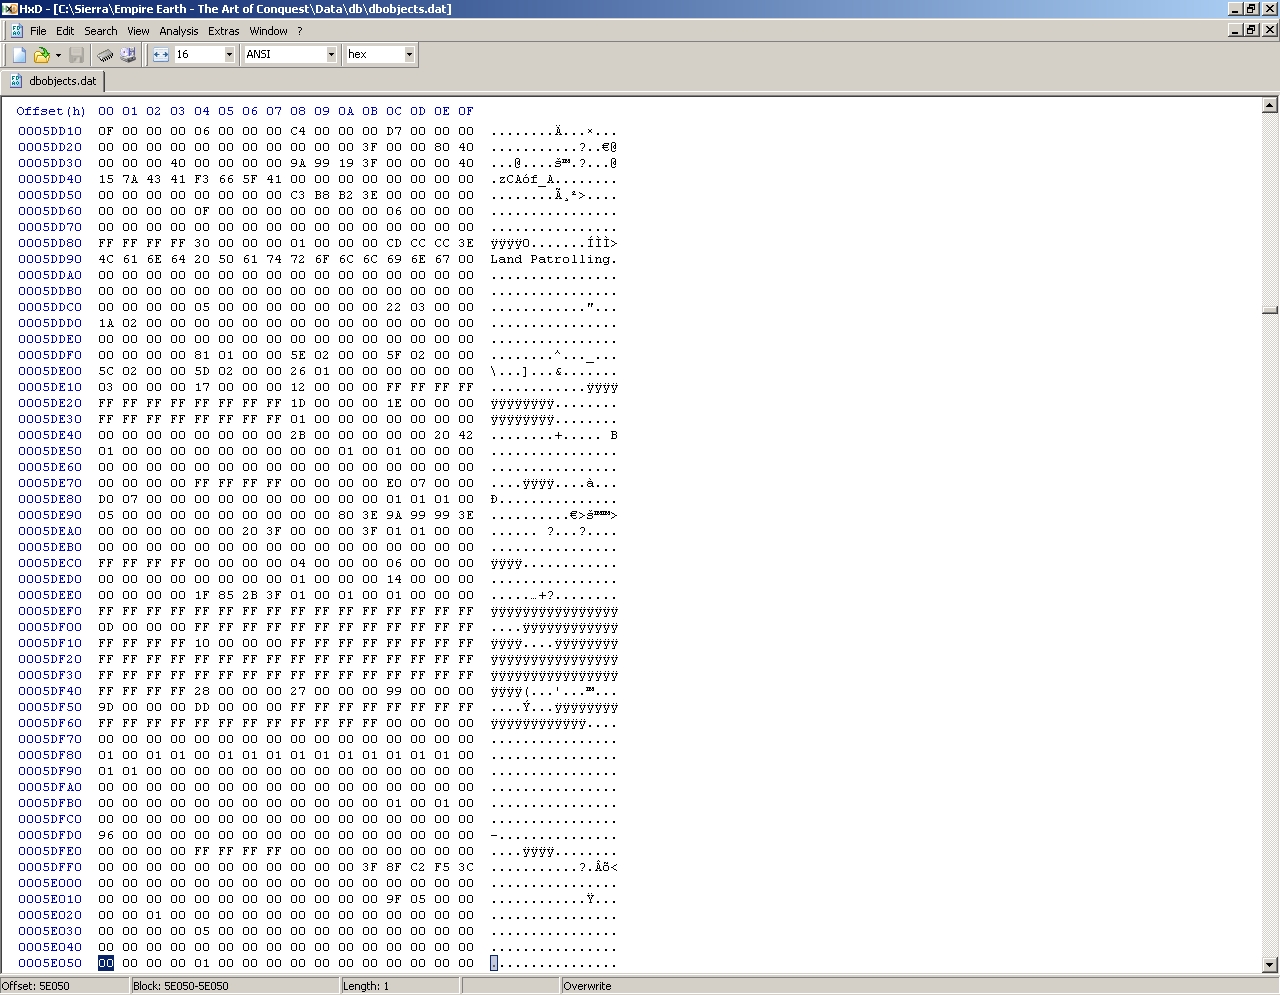 HxD - [C:\Sierra\Empire Earth - The Art of Conquest\Data\db\dbobjects.dat]
File Edit Search View Analysis Extras Window ?
16 ANSI hex
dbobjects.dat
Offset(h) 00 01 02 03 04 05 06 07 08 09 0A 0B 0C 0D 0E 0F
0005DD10 0F 00 00 00 06 00 00 00 C4 00 00 00 D7 00 00 00 ........Ä...×...
0005DD20 00 00 00 00 00 00 00 00 00 00 00 3F 00 00 80 40 ...........?..€@
0005DD30 00 00 00 40 00 00 00 00 9A 99 19 3F 00 00 00 40 ...@....š™.?...@
0005DD40 15 7A 43 41 F3 66 5F 41 00 00 00 00 00 00 00 00 .zCAóf_A........
0005DD50 00 00 00 00 00 00 00 00 C3 B8 B2 3E 00 00 00 00 ........Ã¸²>....
0005DD60 00 00 00 00 0F 00 00 00 00 00 00 00 06 00 00 00 ................
0005DD70 00 00 00 00 00 00 00 00 00 00 00 00 00 00 00 00 ................
0005DD80 FF FF FF FF 30 00 00 00 01 00 00 00 CD CC CC 3E ÿÿÿÿ0.......ÍÌÌ>
0005DD90 4C 61 6E 64 20 50 61 74 72 6F 6C 6C 69 6E 67 00 Land Patrolling.
0005DDA0 00 00 00 00 00 00 00 00 00 00 00 00 00 00 00 00 ................
0005DDB0 00 00 00 00 00 00 00 00 00 00 00 00 00 00 00 00 ................
0005DDC0 00 00 00 00 05 00 00 00 00 00 00 00 22 03 00 00 ............"...
0005DDD0 1A 02 00 00 00 00 00 00 00 00 00 00 00 00 00 00 ................
0005DDE0 00 00 00 00 00 00 00 00 00 00 00 00 00 00 00 00 ................
0005DDF0 00 00 00 00 81 01 00 00 5E 02 00 00 5F 02 00 00 ........^..._...
0005DE00 5C 02 00 00 5D 02 00 00 26 01 00 00 00 00 00 00 \...]...&.......
0005DE10 03 00 00 00 17 00 00 00 12 00 00 00 FF FF FF FF ............ÿÿÿÿ
0005DE20 FF FF FF FF FF FF FF FF 1D 00 00 00 1E 00 00 00 ÿÿÿÿÿÿÿÿ........
0005DE30 FF FF FF FF FF FF FF FF 01 00 00 00 00 00 00 00 ÿÿÿÿÿÿÿÿ........
0005DE40 00 00 00 00 00 00 00 00 2B 00 00 00 00 00 20 42 ........+..... B
0005DE50 01 00 00 00 00 00 00 00 00 00 01 00 01 00 00 00 ................
0005DE60 00 00 00 00 00 00 00 00 00 00 00 00 00 00 00 00 ................
0005DE70 00 00 00 00 FF FF FF FF 00 00 00 00 E0 07 00 00 ....ÿÿÿÿ....à...
0005DE80 D0 07 00 00 00 00 00 00 00 00 00 00 01 01 01 00 Ð...............
0005DE90 05 00 00 00 00 00 00 00 00 00 80 3E 9A 99 99 3E ..........€>š™™>
0005DEA0 00 00 00 00 00 00 20 3F 00 00 00 3F 01 01 00 00 ...... ?...?....
0005DEB0 00 00 00 00 00 00 00 00 00 00 00 00 00 00 00 00 ................
0005DEC0 FF FF FF FF 00 00 00 00 04 00 00 00 06 00 00 00 ÿÿÿÿ............
0005DED0 00 00 00 00 00 00 00 00 01 00 00 00 14 00 00 00 ................
0005DEE0 00 00 00 00 1F 85 2B 3F 01 00 01 00 01 00 00 00 .....…+?........
0005DEF0 FF FF FF FF FF FF FF FF FF FF FF FF FF FF FF FF ÿÿÿÿÿÿÿÿÿÿÿÿÿÿÿÿ
0005DF00 0D 00 00 00 FF FF FF FF FF FF FF FF FF FF FF FF ....ÿÿÿÿÿÿÿÿÿÿÿÿ
0005DF10 FF FF FF FF 10 00 00 00 FF FF FF FF FF FF FF FF ÿÿÿÿ....ÿÿÿÿÿÿÿÿ
0005DF20 FF FF FF FF FF FF FF FF FF FF FF FF FF FF FF FF ÿÿÿÿÿÿÿÿÿÿÿÿÿÿÿÿ
0005DF30 FF FF FF FF FF FF FF FF FF FF FF FF FF FF FF FF ÿÿÿÿÿÿÿÿÿÿÿÿÿÿÿÿ
0005DF40 FF FF FF FF 28 00 00 00 27 00 00 00 99 00 00 00 ÿÿÿÿ(...'...™...
0005DF50 9D 00 00 00 DD 00 00 00 FF FF FF FF FF FF FF FF ....Ý...ÿÿÿÿÿÿÿÿ
0005DF60 FF FF FF FF FF FF FF FF FF FF FF FF 00 00 00 00 ÿÿÿÿÿÿÿÿÿÿÿÿ....
0005DF70 00 00 00 00 00 00 00 00 00 00 00 00 00 00 00 00 ................
0005DF80 01 00 01 01 00 01 01 01 01 01 01 01 01 01 01 00 ................
0005DF90 01 01 00 00 00 00 00 00 00 00 00 00 00 00 00 00 ................
0005DFA0 00 00 00 00 00 00 00 00 00 00 00 00 00 00 00 00 ................
0005DFB0 00 00 00 00 00 00 00 00 00 00 00 00 01 00 01 00 ................
0005DFC0 00 00 00 00 00 00 00 00 00 00 00 00 00 00 00 00 ................
0005DFD0 96 00 00 00 00 00 00 00 00 00 00 00 00 00 00 00 –...............
0005DFE0 00 00 00 00 FF FF FF FF 00 00 00 00 00 00 00 00 ....ÿÿÿÿ........
0005DFF0 00 00 00 00 00 00 00 00 00 00 00 3F 8F C2 F5 3C ...........?.Âõ<
0005E000 00 00 00 00 00 00 00 00 00 00 00 00 00 00 00 00 ................
0005E010 00 00 00 00 00 00 00 00 00 00 00 00 9F 05 00 00 ............Ÿ...
0005E020 00 00 01 00 00 00 00 00 00 00 00 00 00 00 00 00 ................
0005E030 00 00 00 00 05 00 00 00 00 00 00 00 00 00 00 00 ................
0005E040 00 00 00 00 00 00 00 00 00 00 00 00 00 00 00 00 ................
0005E050 00 00 00 00 01 00 00 00 00 00 00 00 00 00 00 00 ................
Offset: 5E050 Block: 5E050-5E050 Length: 1 Overwrite